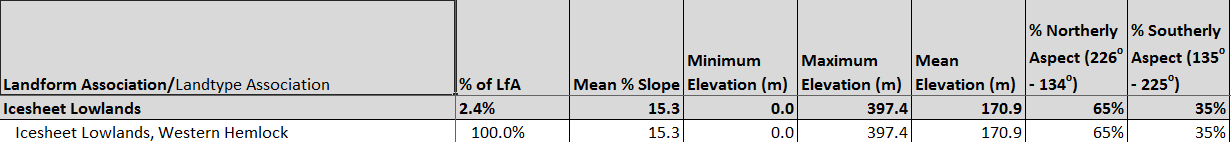 Landform Association/Landtype Association | % of LfA | Mean % Slope | Minimum Elevation (m) | Maximum Elevation (m) | Mean Elevation (m) | % Northerly Aspect (226° - 134°) | % Southerly Aspect (135° - 225°)
Icesheet Lowlands | 2.4% | 15.3 | 0.0 | 397.4 | 170.9 | 65% | 35%
Icesheet Lowlands, Western Hemlock | 100.0% | 15.3 | 0.0 | 397.4 | 170.9 | 65% | 35%